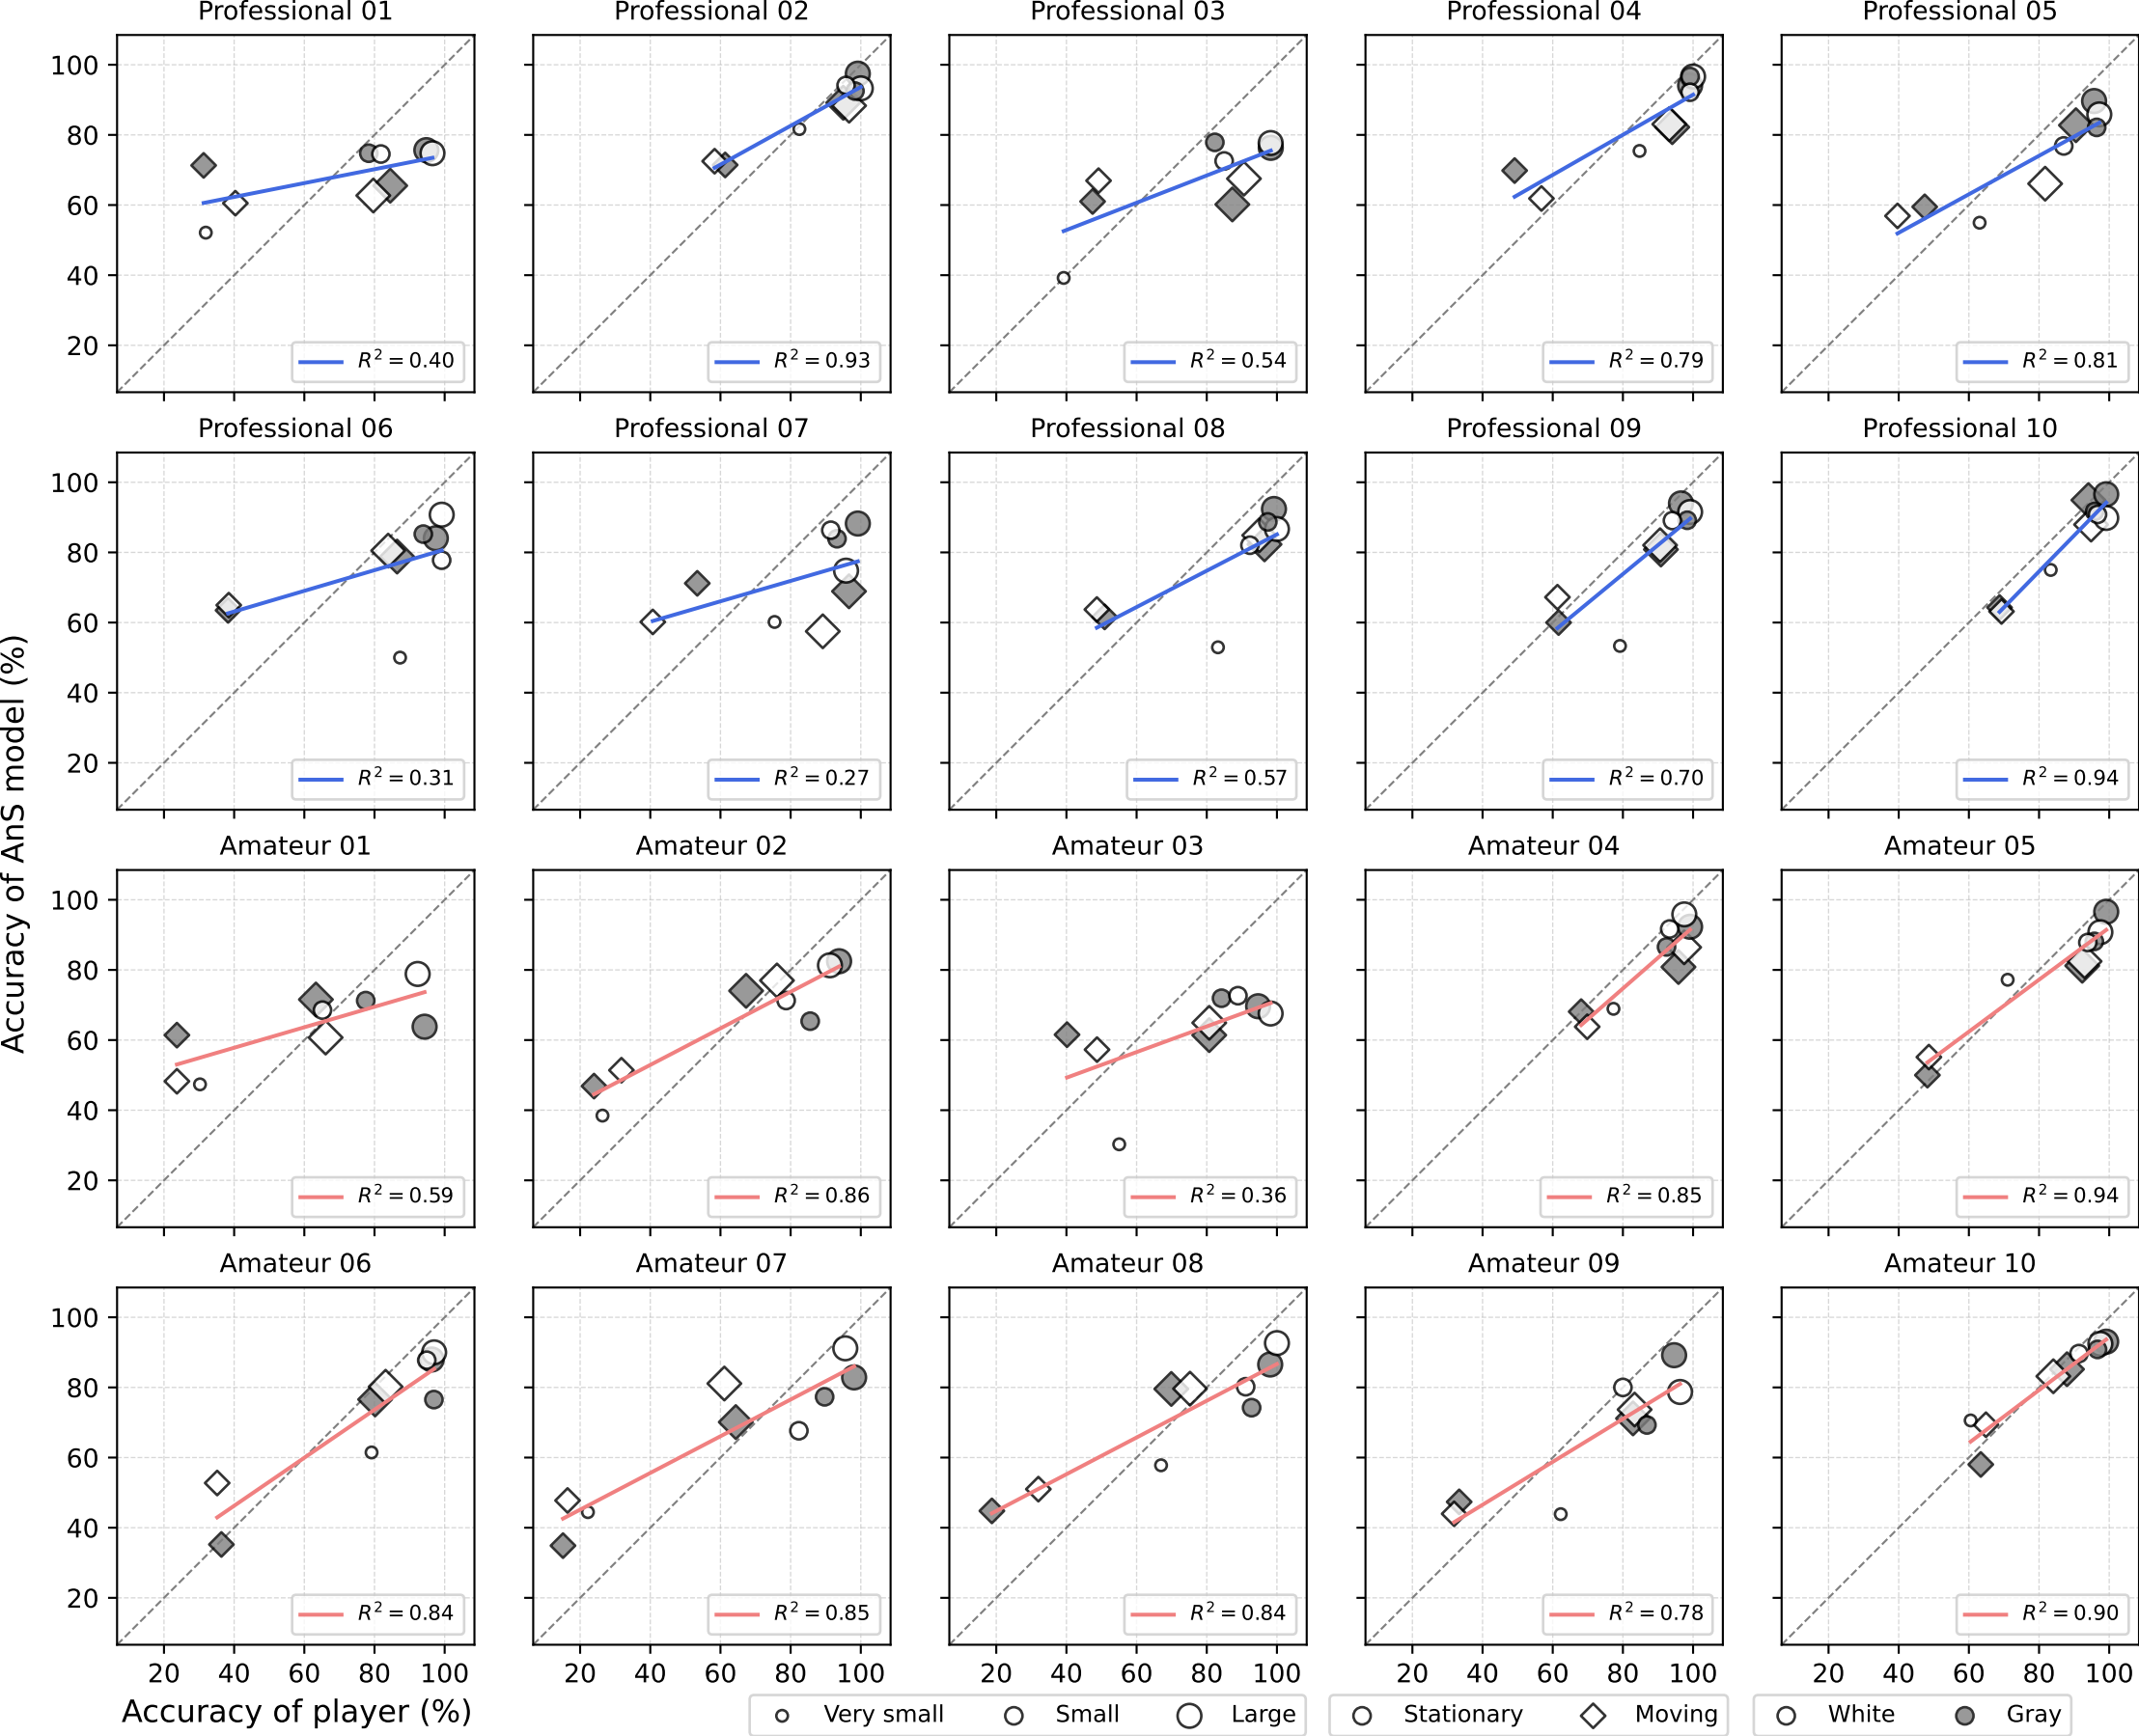 Professional 01
Professional 02
Professional 03
Professional 04
Professional 05
100
80
60
40
20
R² = 0.40
R² = 0.93
R² = 0.54
R² = 0.79
R² = 0.81
Professional 06
Professional 07
Professional 08
Professional 09
Professional 10
100
80
60
40
20
R² = 0.31
R² = 0.27
R² = 0.57
R² = 0.70
R² = 0.94
Accuracy of AnS model (%)
Amateur 01
Amateur 02
Amateur 03
Amateur 04
Amateur 05
100
80
60
40
20
R² = 0.59
R² = 0.86
R² = 0.36
R² = 0.85
R² = 0.94
Amateur 06
Amateur 07
Amateur 08
Amateur 09
Amateur 10
100
80
60
40
20
R² = 0.84
R² = 0.85
R² = 0.84
R² = 0.78
R² = 0.90
20 40 60 80 100
20 40 60 80 100
20 40 60 80 100
20 40 60 80 100
20 40 60 80 100
Accuracy of player (%)
Very small Small Large
Stationary Moving
White Gray